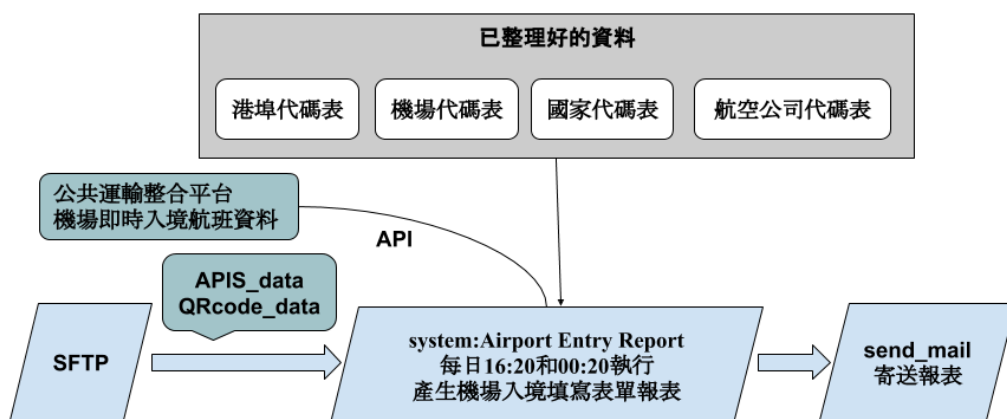 已整理好的資料
港埠代碼表
機場代碼表
國家代碼表
航空公司代碼表
公共運輸整合平台
機場即時入境航班資料
API
APIS_data
QRcode_data
SFTP
system:Airport Entry Report
每日16:20和00:20執行
產生機場入境填寫表單報表
send_mail
寄送報表